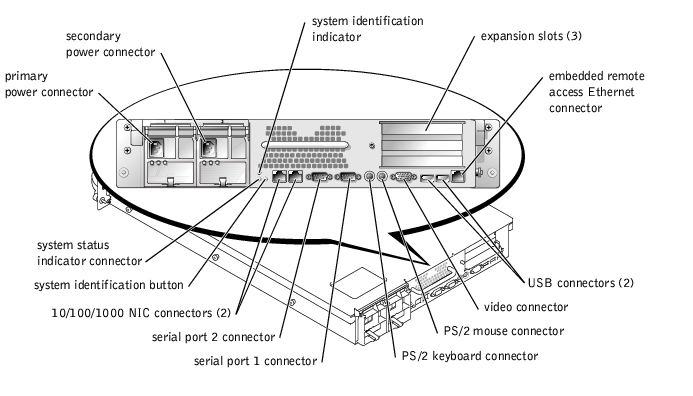 system identification
indicator
secondary
power connector
expansion slots (3)
primary
power connector
embedded remote
access Ethernet
connector
system status
indicator connector
system identification button
10/100/1000 NIC connectors (2)
serial port 2 connector
serial port 1 connector
USB connectors (2)
video connector
PS/2 mouse connector
PS/2 keyboard connector